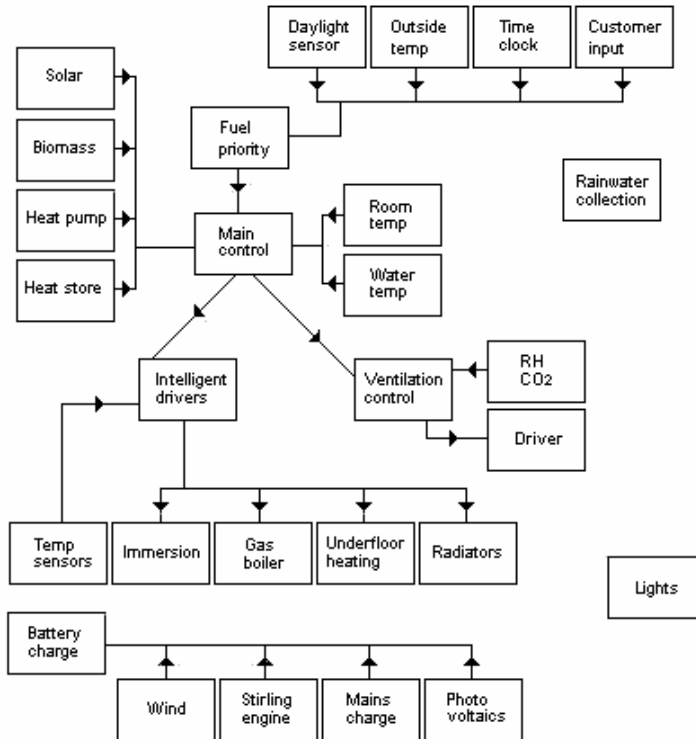 Daylight
sensor
Outside
temp
Time
clock
Customer
input
Solar
Biomass
Heat pump
Heat store
Fuel
priority
Rainwater
collection
Main
control
Room
temp
Water
temp
Intelligent
drivers
Ventilation
control
RH
CO2
Driver
Temp
sensors
Immersion
Gas
boiler
Underfloor
heating
Radiators
Lights
Battery
charge
Wind
Stirling
engine
Mains
charge
Photo
voltaics